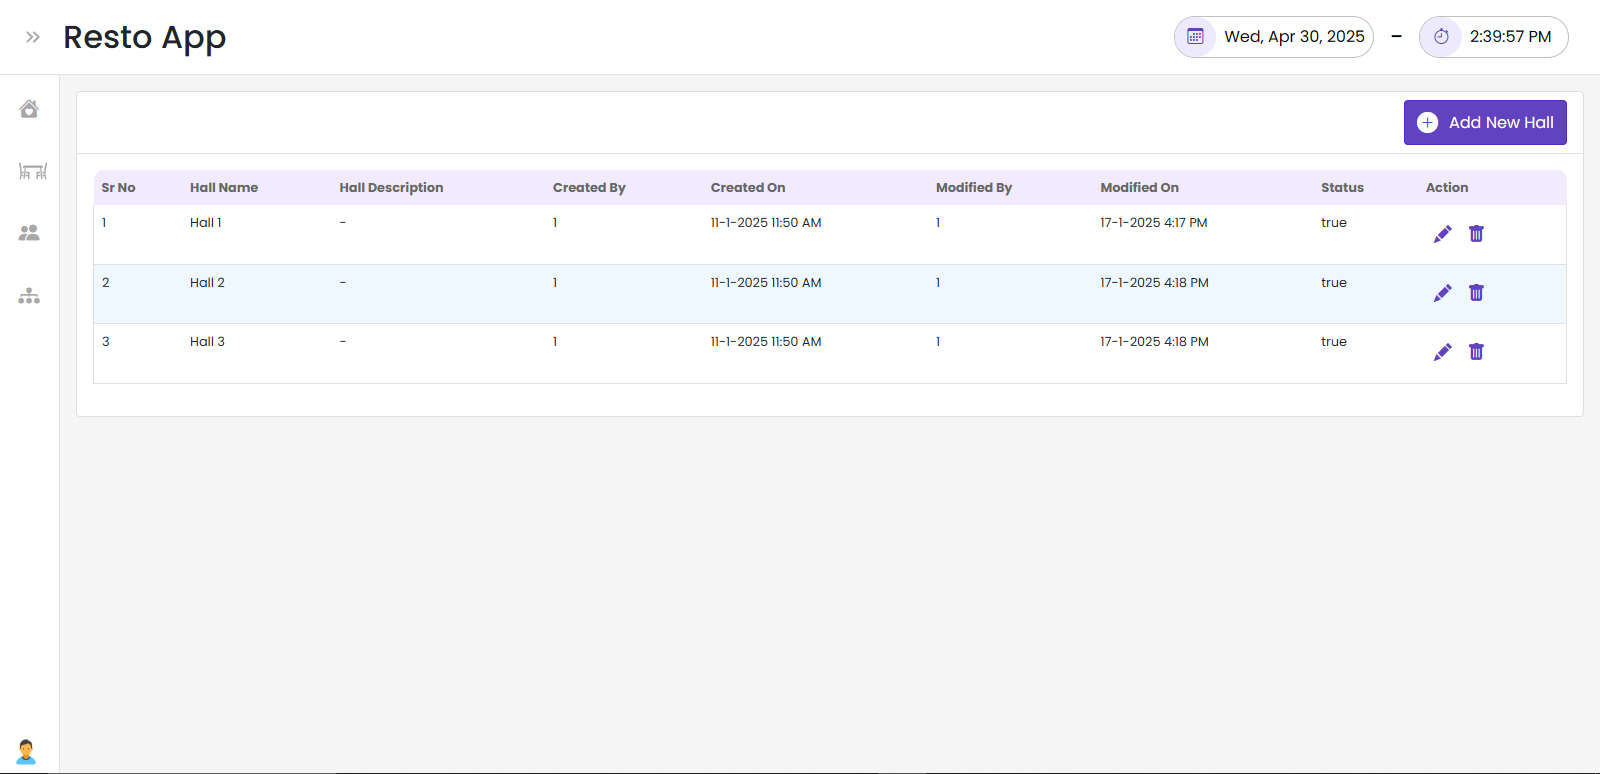 Resto App
Wed, Apr 30, 2025 – 2:39:57 PM
Add New Hall
Sr No Hall Name Hall Description Created By Created On Modified By Modified On Status Action
1 Hall 1 - 1 11-1-2025 11:50 AM 1 17-1-2025 4:17 PM true
2 Hall 2 - 1 11-1-2025 11:50 AM 1 17-1-2025 4:18 PM true
3 Hall 3 - 1 11-1-2025 11:50 AM 1 17-1-2025 4:18 PM true